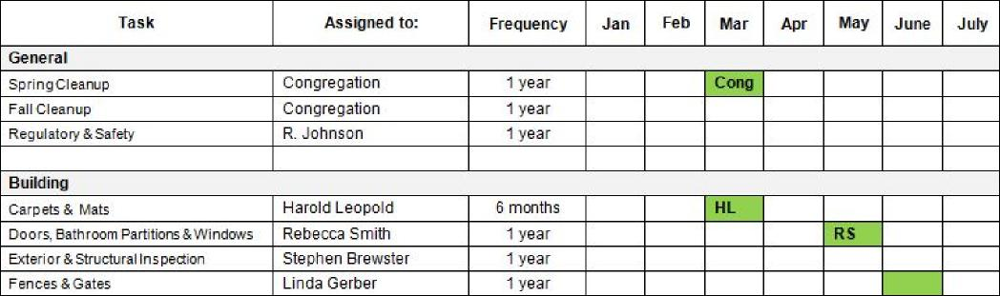 Task Assigned to: Frequency Jan Feb Mar Apr May June July
General
Spring Cleanup Congregation 1 year Cong
Fall Cleanup Congregation 1 year
Regulatory & Safety R. Johnson 1 year
Building
Carpets & Mats Harold Leopold 6 months HL
Doors, Bathroom Partitions & Windows Rebecca Smith 1 year RS
Exterior & Structural Inspection Stephen Brewster 1 year
Fences & Gates Linda Gerber 1 year